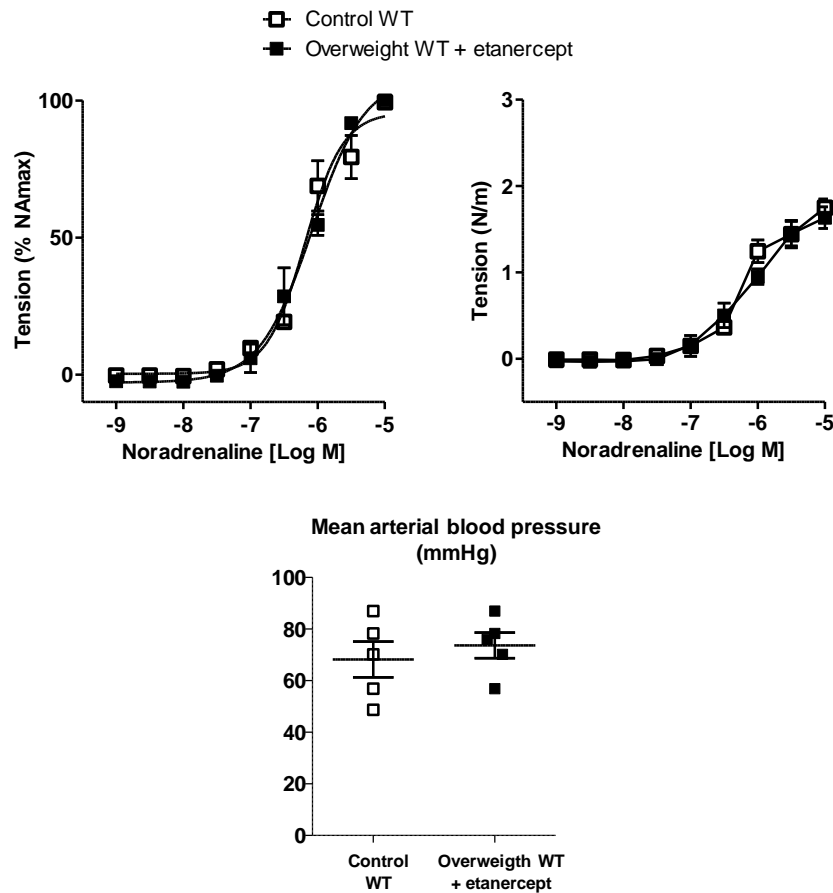 Control WT
Overweight WT + etanercept
100
50
0
Tension (% NAmax)
-9 -8 -7 -6 -5
Noradrenaline [Log M]
3
2
1
0
Tension (N/m)
-9 -8 -7 -6 -5
Noradrenaline [Log M]
Mean arterial blood pressure
(mmHg)
100
80
60
40
20
0
Control
WT
Overweigth WT
+ etanercept